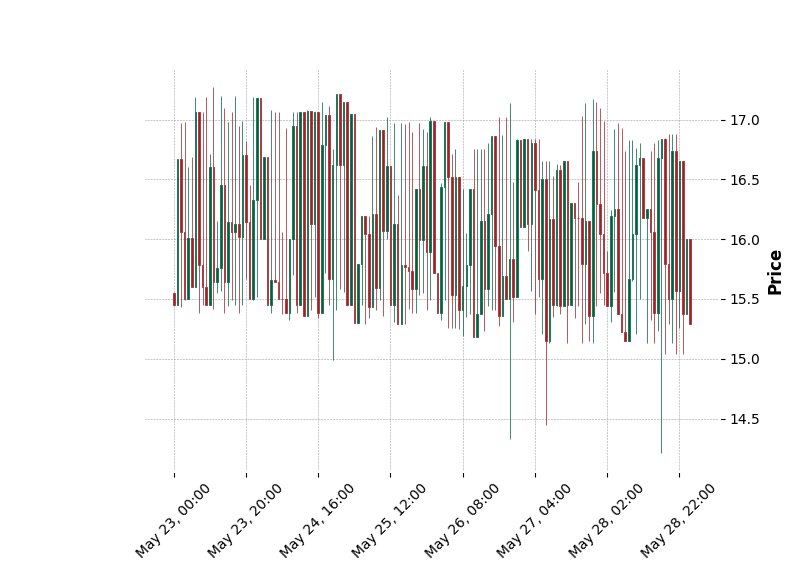 17.0
16.5
16.0
15.5
15.0
14.5
Price
May 23, 00:00
May 23, 20:00
May 24, 16:00
May 25, 12:00
May 26, 08:00
May 27, 04:00
May 28, 02:00
May 28, 22:00